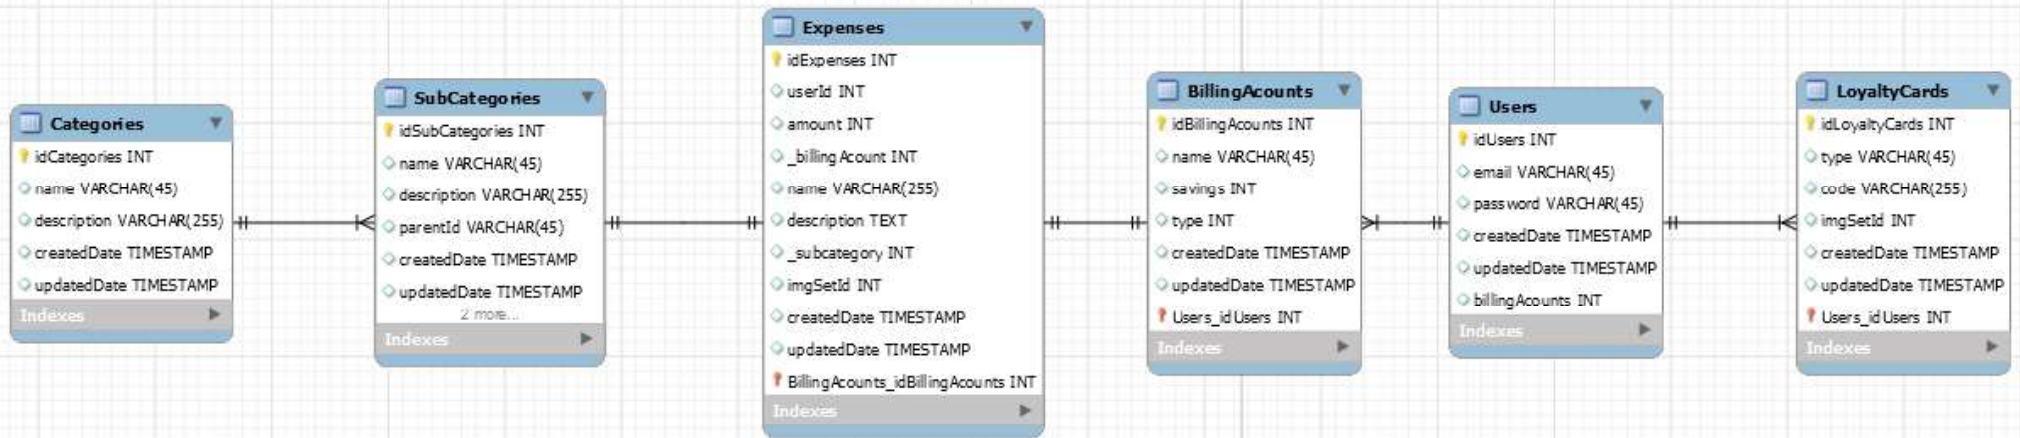 Categories
idCategories INT
name VARCHAR(45)
description VARCHAR(255)
createdDate TIMESTAMP
updatedDate TIMESTAMP
Indexes
SubCategories
idSubCategories INT
name VARCHAR(45)
description VARCHAR(255)
parentId VARCHAR(45)
createdDate TIMESTAMP
updatedDate TIMESTAMP
2 more...
Indexes
Expenses
idExpenses INT
userId INT
amount INT
_billingAcount INT
name VARCHAR(255)
description TEXT
_subcategory INT
imgSetId INT
createdDate TIMESTAMP
updatedDate TIMESTAMP
BillingAcounts_idBillingAcounts INT
Indexes
BillingAcounts
idBillingAcounts INT
name VARCHAR(45)
savings INT
type INT
createdDate TIMESTAMP
updatedDate TIMESTAMP
Users_idUsers INT
Indexes
Users
idUsers INT
email VARCHAR(45)
password VARCHAR(45)
createdDate TIMESTAMP
updatedDate TIMESTAMP
billingAcounts INT
Indexes
LoyaltyCards
idLoyaltyCards INT
type VARCHAR(45)
code VARCHAR(255)
imgSetId INT
createdDate TIMESTAMP
updatedDate TIMESTAMP
Users_idUsers INT
Indexes